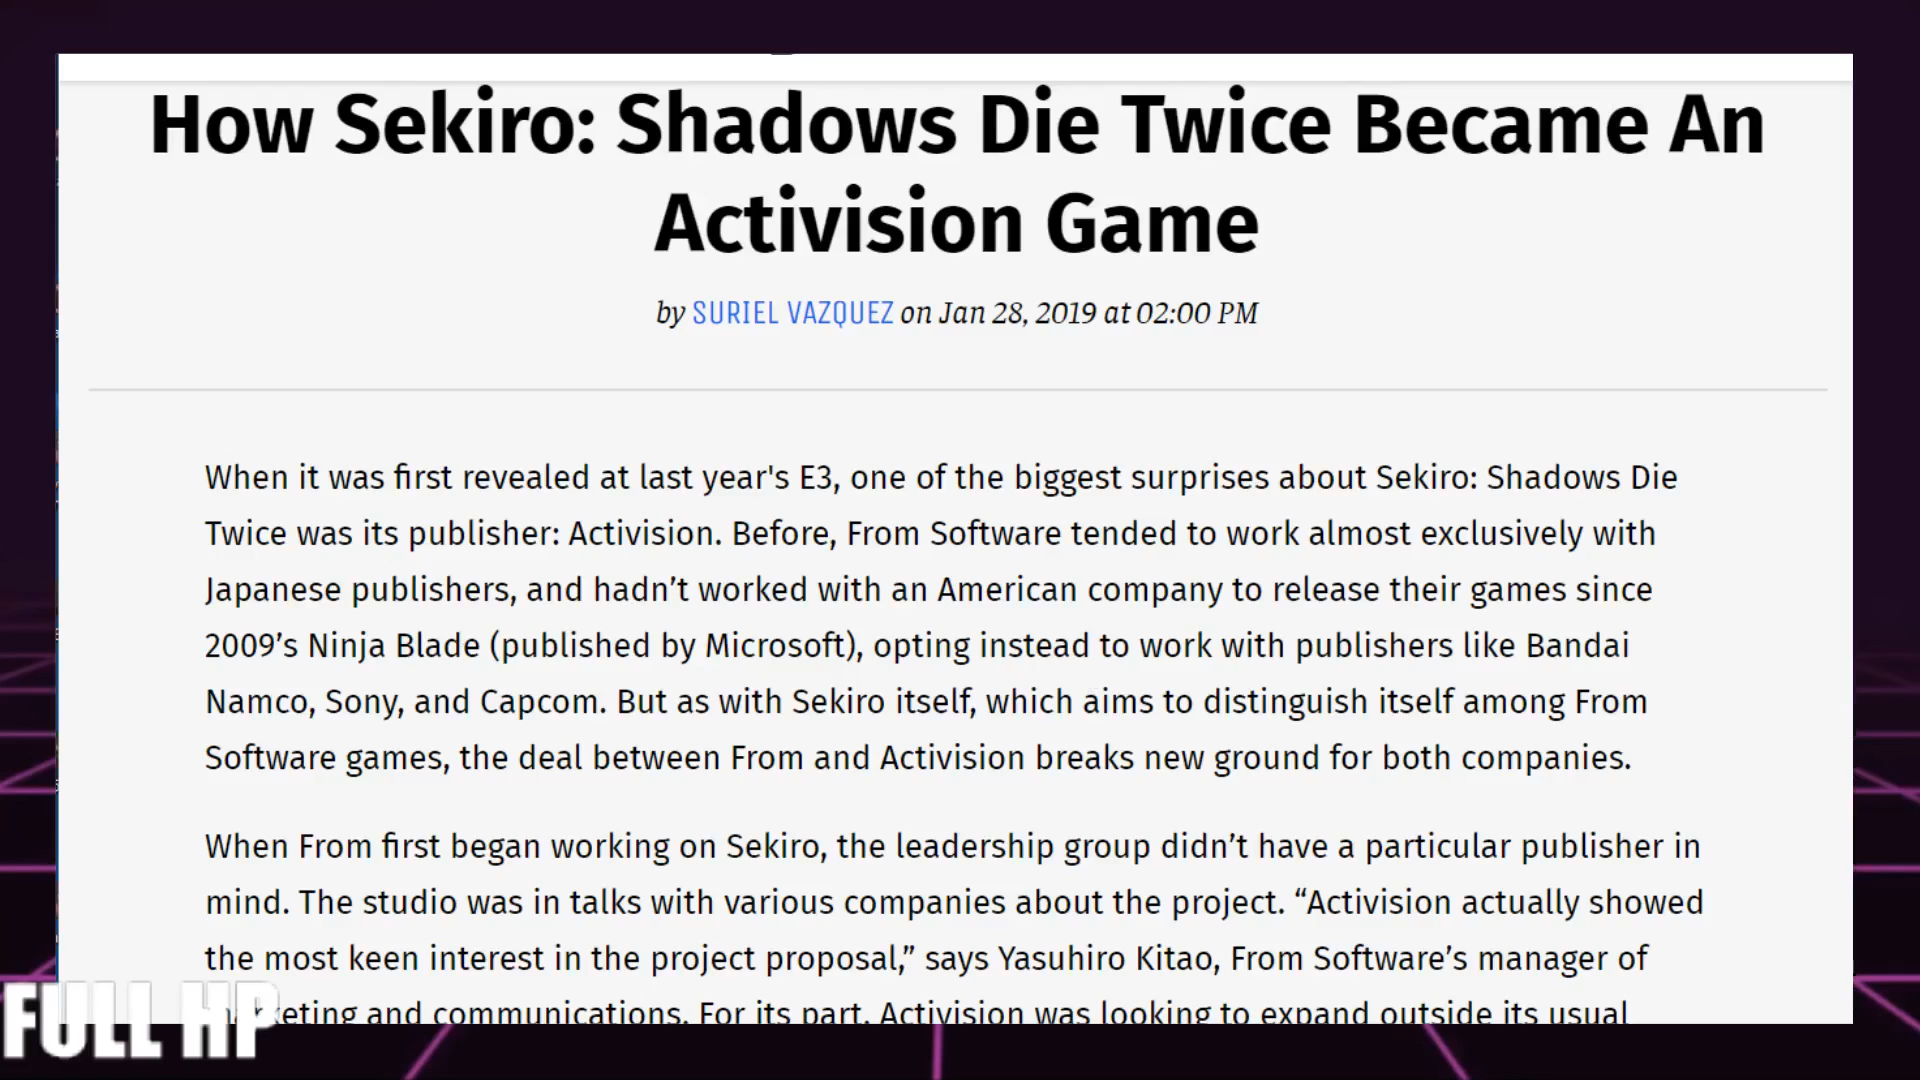 How Sekiro: Shadows Die Twice Became An
Activision Game
by SURIEL VAZQUEZ on Jan 28, 2019 at 02:00 PM
When it was first revealed at last year's E3, one of the biggest surprises about Sekiro: Shadows Die
Twice was its publisher: Activision. Before, From Software tended to work almost exclusively with
Japanese publishers, and hadn’t worked with an American company to release their games since
2009’s Ninja Blade (published by Microsoft), opting instead to work with publishers like Bandai
Namco, Sony, and Capcom. But as with Sekiro itself, which aims to distinguish itself among From
Software games, the deal between From and Activision breaks new ground for both companies.
When From first began working on Sekiro, the leadership group didn’t have a particular publisher in
mind. The studio was in talks with various companies about the project. “Activision actually showed
the most keen interest in the project proposal,” says Yasuhiro Kitao, From Software’s manager of
marketing and communications. For its part, Activision was looking to expand outside its usual
FULL HP